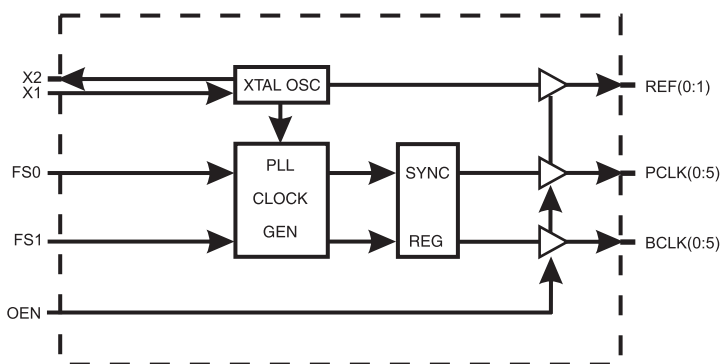 X2
X1
XTAL OSC
REF(0:1)
FS0
PLL
CLOCK
GEN
SYNC
REG
PCLK(0:5)
FS1
BCLK(0:5)
OEN